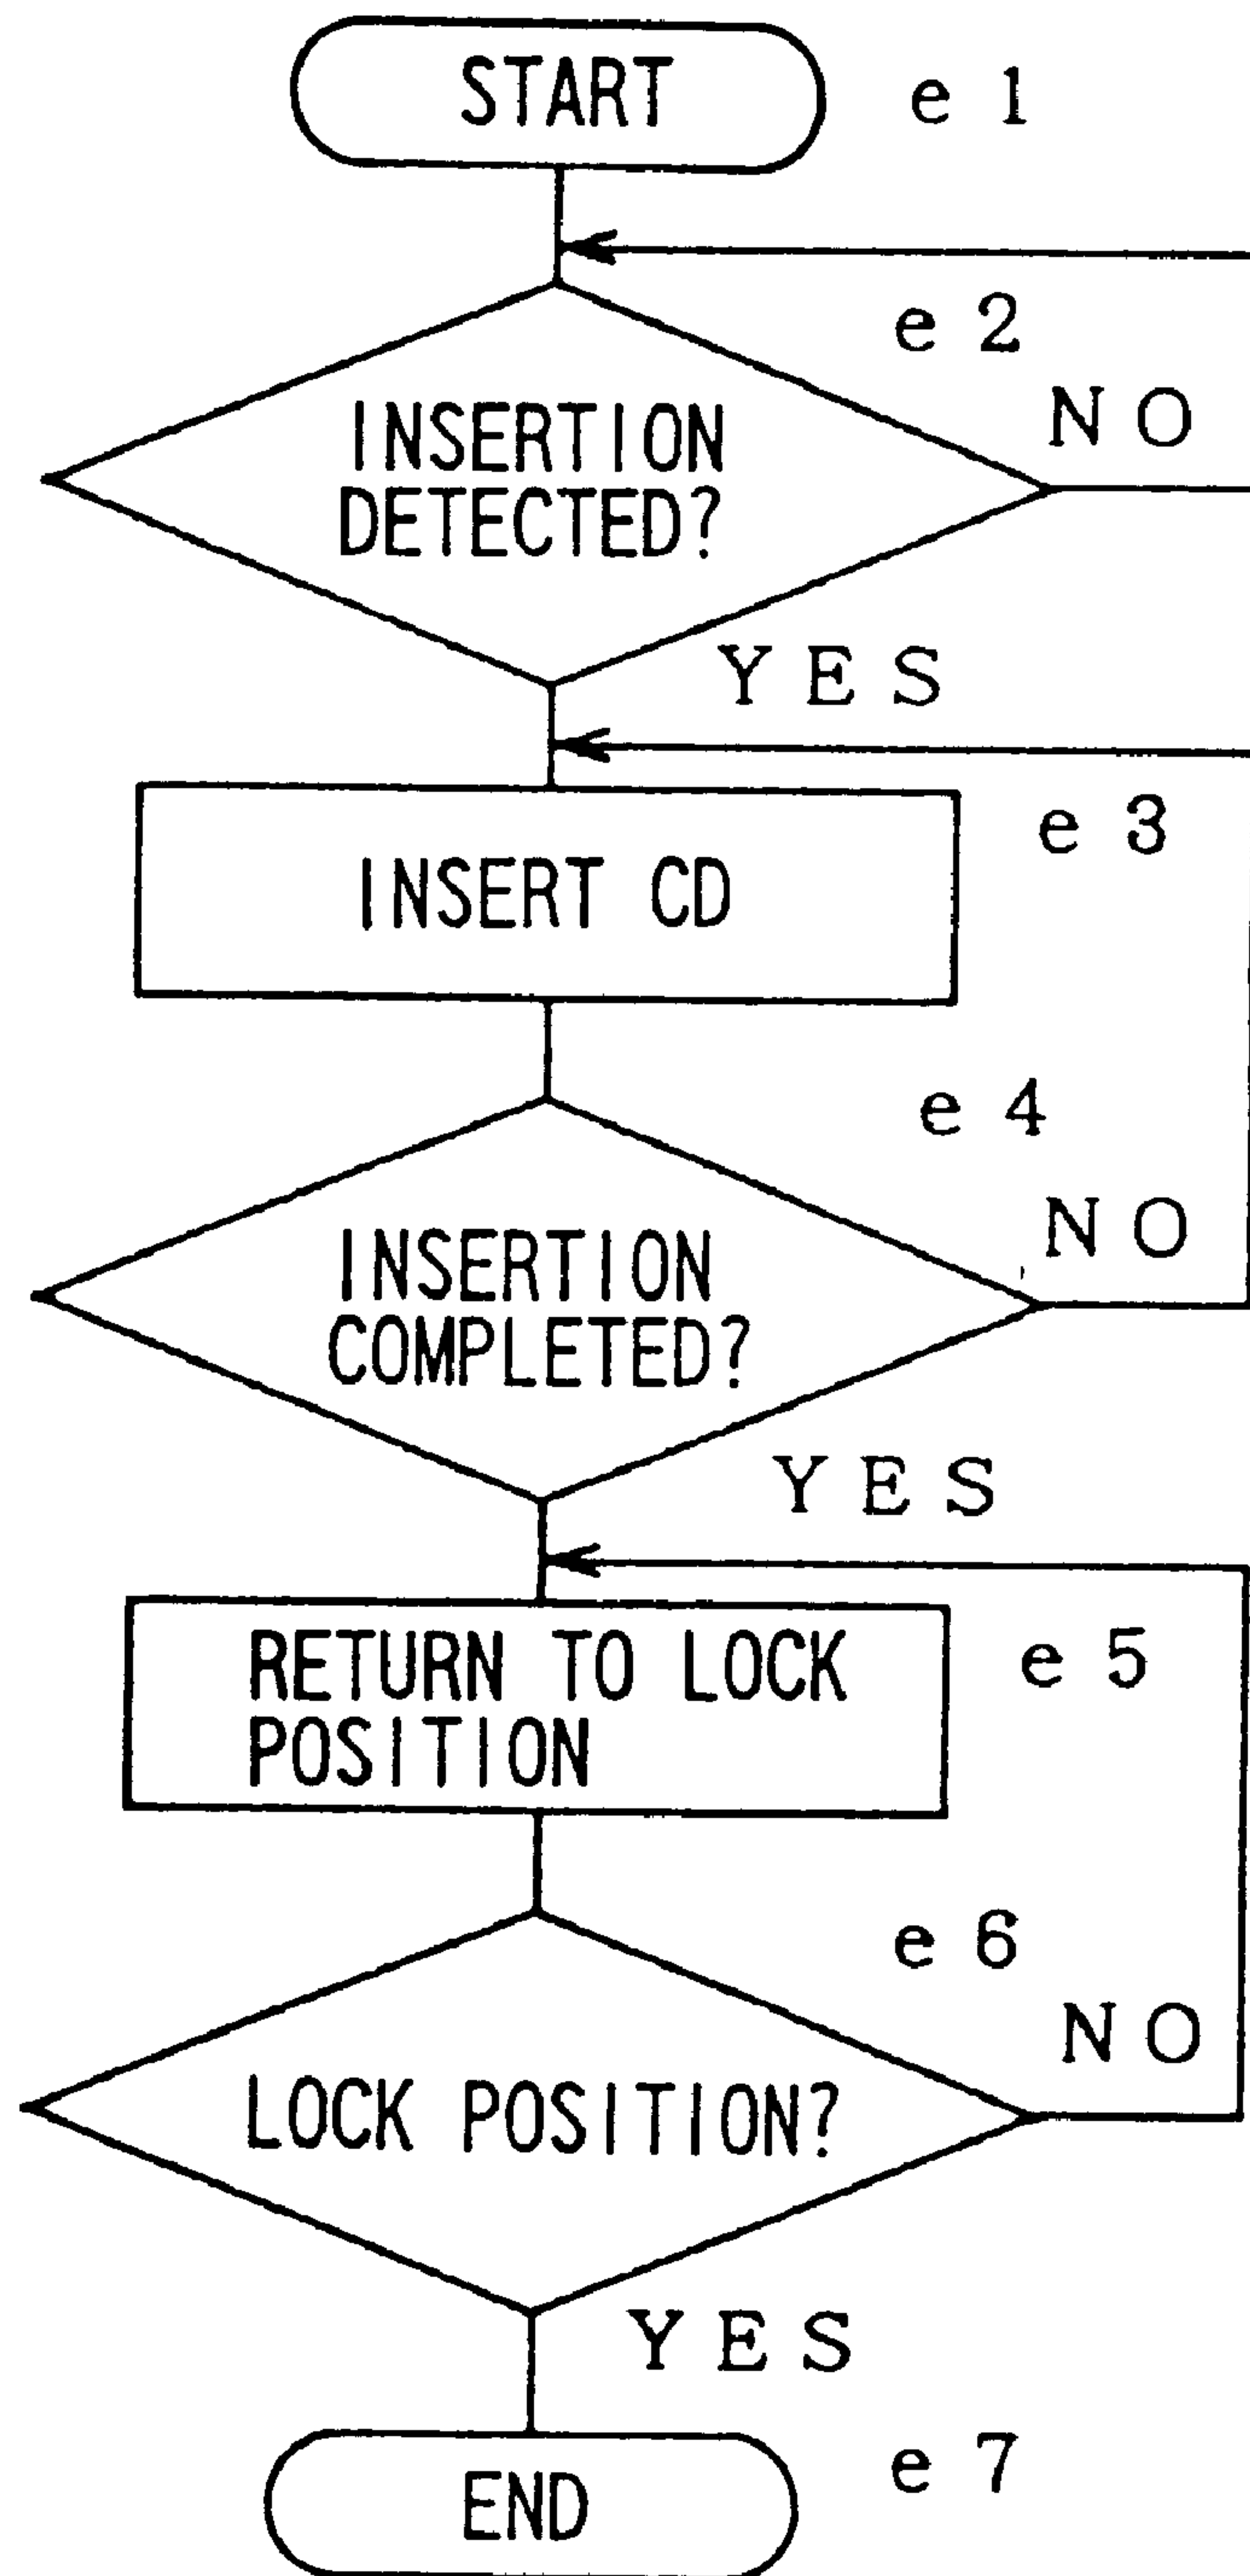 START
e 1
e 2
NO
INSERTION
DETECTED?
YES
e 3
INSERT CD
e 4
NO
INSERTION
COMPLETED?
YES
RETURN TO LOCK
POSITION
e 5
e 6
NO
LOCK POSITION?
YES
e 7
END